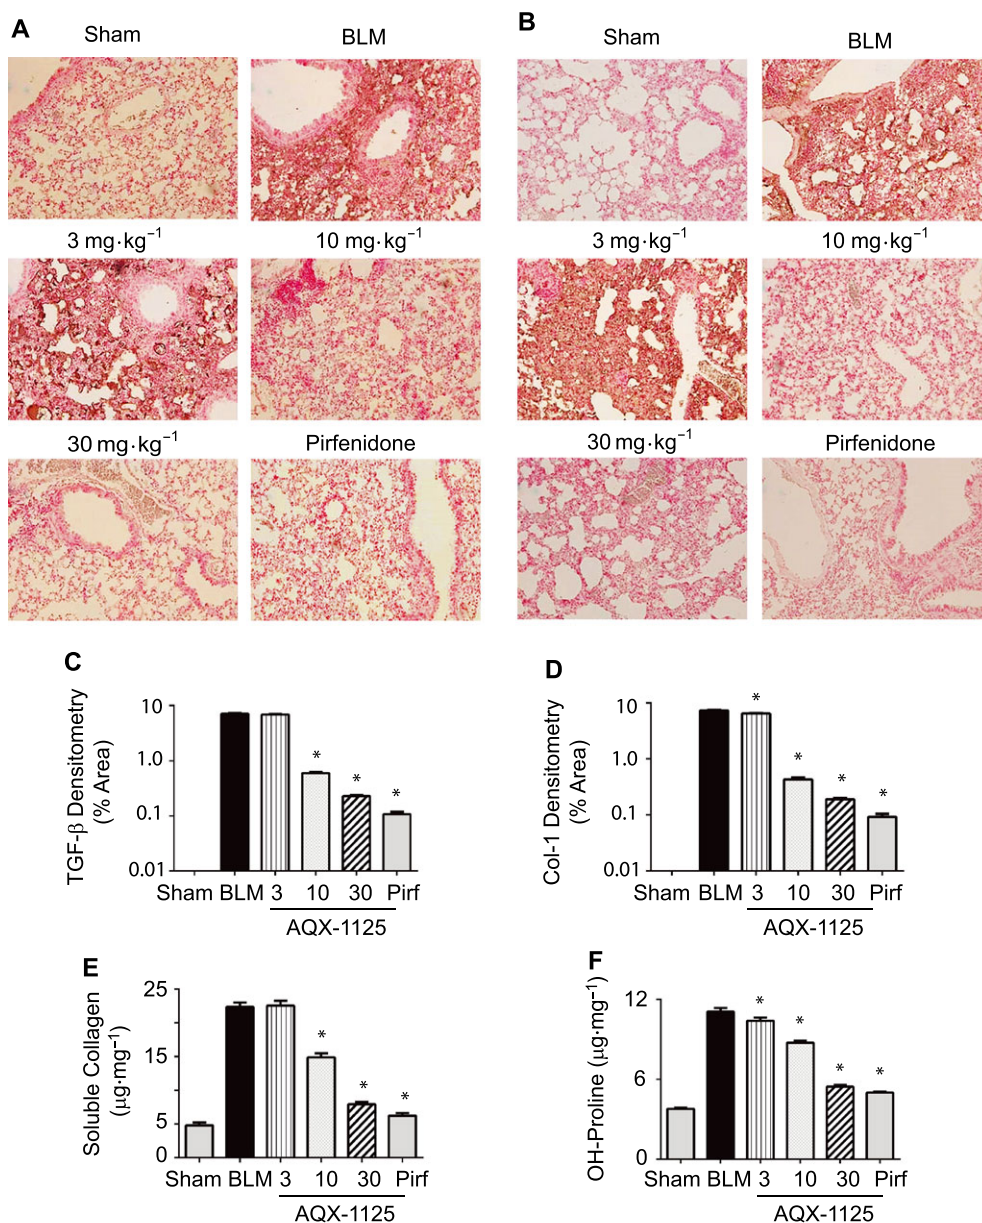 A
Sham
BLM
3 mg·kg⁻¹
10 mg·kg⁻¹
30 mg·kg⁻¹
Pirfenidone
B
Sham
BLM
3 mg·kg⁻¹
10 mg·kg⁻¹
30 mg·kg⁻¹
Pirfenidone
C
TGF-β Densitometry
(% Area)
10
1.0
0.1
0.01
* * *
Sham BLM 3 10 30 Pirf
AQX-1125
D
Col-1 Densitometry
(% Area)
10
1.0
0.1
0.01
* * * *
Sham BLM 3 10 30 Pirf
AQX-1125
E
Soluble Collagen
(μg·mg⁻¹)
25
15
5
0
* * *
Sham BLM 3 10 30 Pirf
AQX-1125
F
OH-Proline (μg·mg⁻¹)
12
6
0
* * * *
Sham BLM 3 10 30 Pirf
AQX-1125